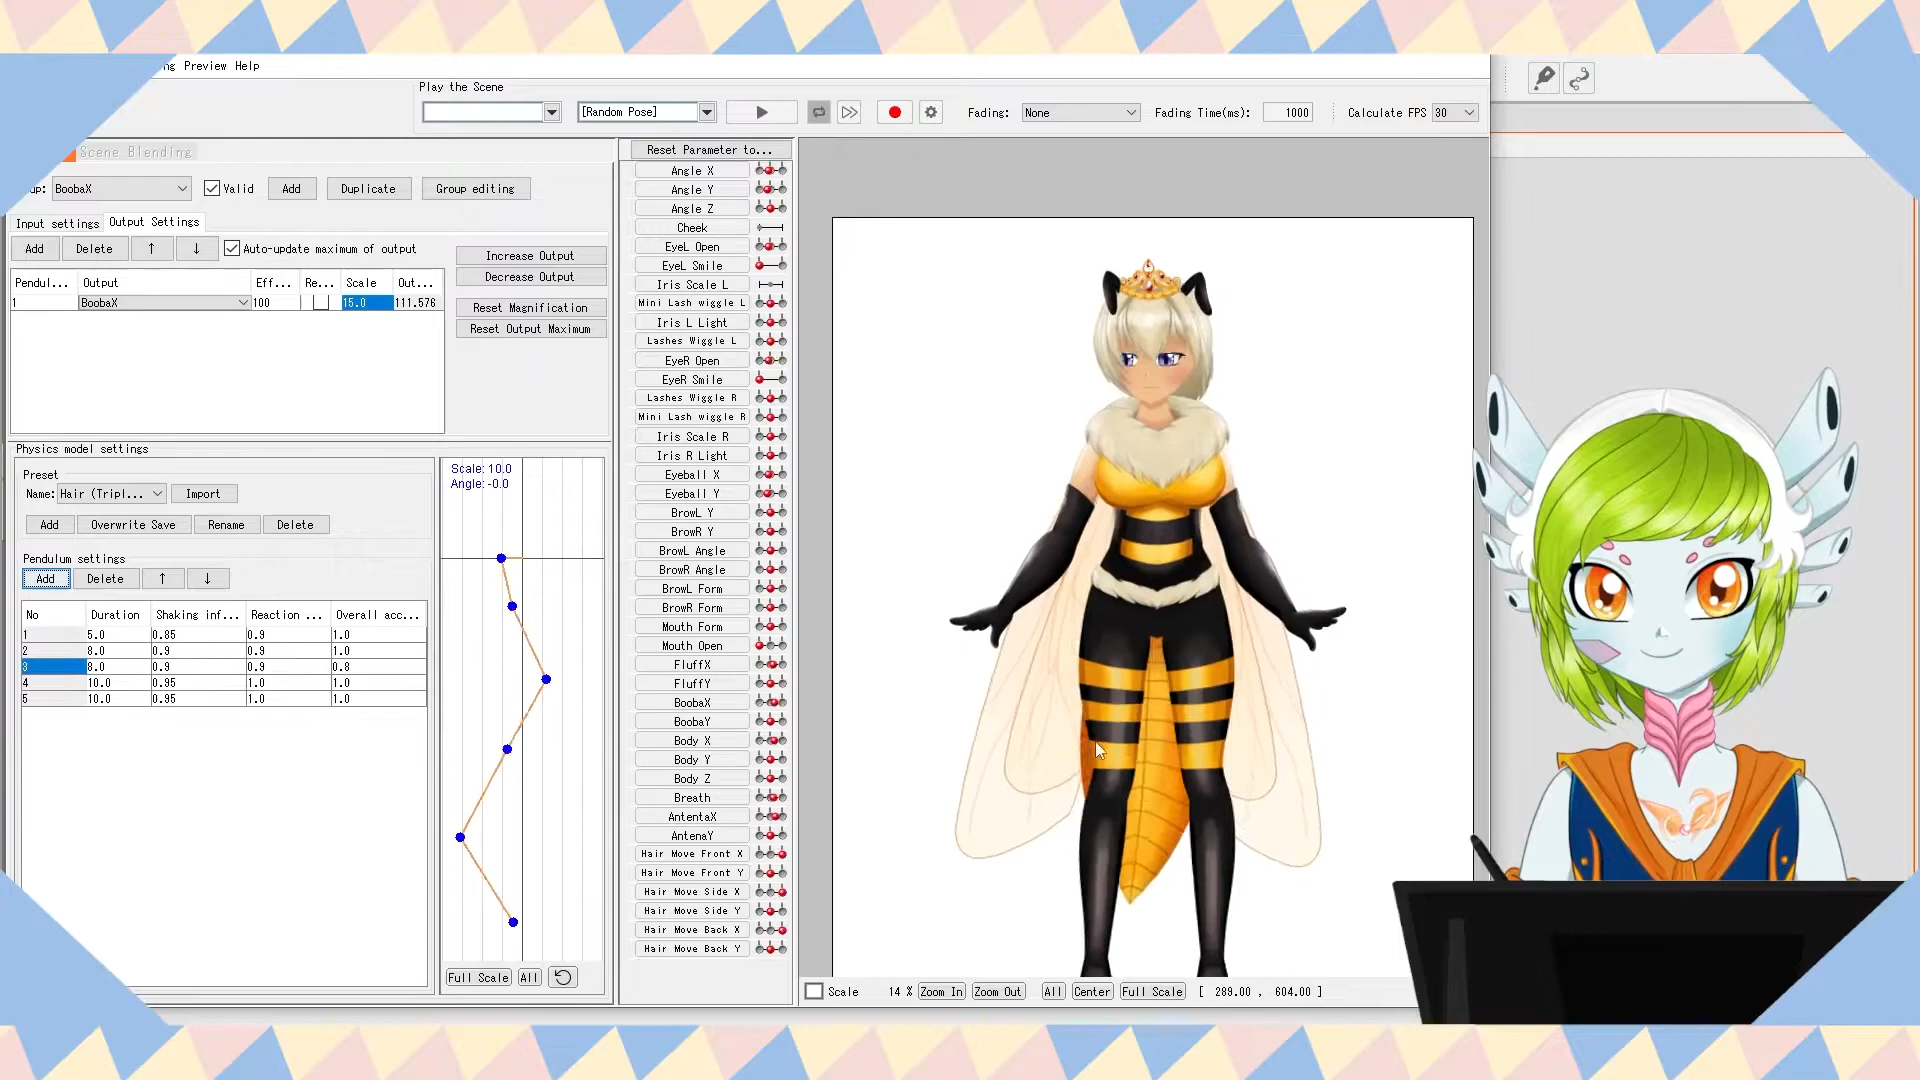 ng Preview Help
Play the Scene
[Random Pose] Fading: None Fading Time(ms): 1000 Calculate FPS 30
Scene Blending
up: BoobaX Valid Add Duplicate Group editing
Input settings Output Settings
Add Delete ↑ ↓ Auto-update maximum of output
Increase Output
Decrease Output
Reset Magnification
Reset Output Maximum
Pendul... Output Eff... Re... Scale Out...
1 BoobaX 100 15.0 111.576
Physics model settings
Preset
Name: Hair (Tripl... Import
Add Overwrite Save Rename Delete
Pendulum settings
Add Delete ↑ ↓
No Duration Shaking inf... Reaction ... Overall acc...
1 5.0 0.85 0.9 1.0
2 8.0 0.9 0.9 1.0
3 8.0 0.9 0.9 0.8
4 10.0 0.95 1.0 1.0
5 10.0 0.95 1.0 1.0
Scale: 10.0
Angle: -0.0
Full Scale All
Reset Parameter to...
Angle X
Angle Y
Angle Z
Cheek
EyeL Open
EyeL Smile
Iris Scale L
Mini Lash wiggle L
Iris L Light
Lashes Wiggle L
EyeR Open
EyeR Smile
Lashes Wiggle R
Mini Lash wiggle R
Iris Scale R
Iris R Light
Eyeball X
Eyeball Y
BrowL Y
BrowR Y
BrowL Angle
BrowR Angle
BrowL Form
BrowR Form
Mouth Form
Mouth Open
FluffX
FluffY
BoobaX
BoobaY
Body X
Body Y
Body Z
Breath
AntentaX
AntenaY
Hair Move Front X
Hair Move Front Y
Hair Move Side X
Hair Move Side Y
Hair Move Back X
Hair Move Back Y
Scale 14 % Zoom In Zoom Out All Center Full Scale [ 289.00 , 604.00 ]